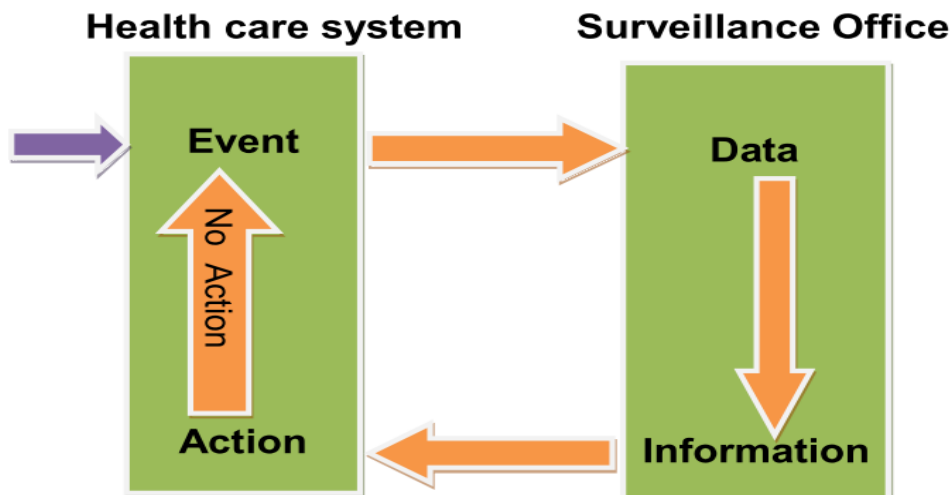 Health care system
Surveillance Office
Event
Data
No Action
Action
Information